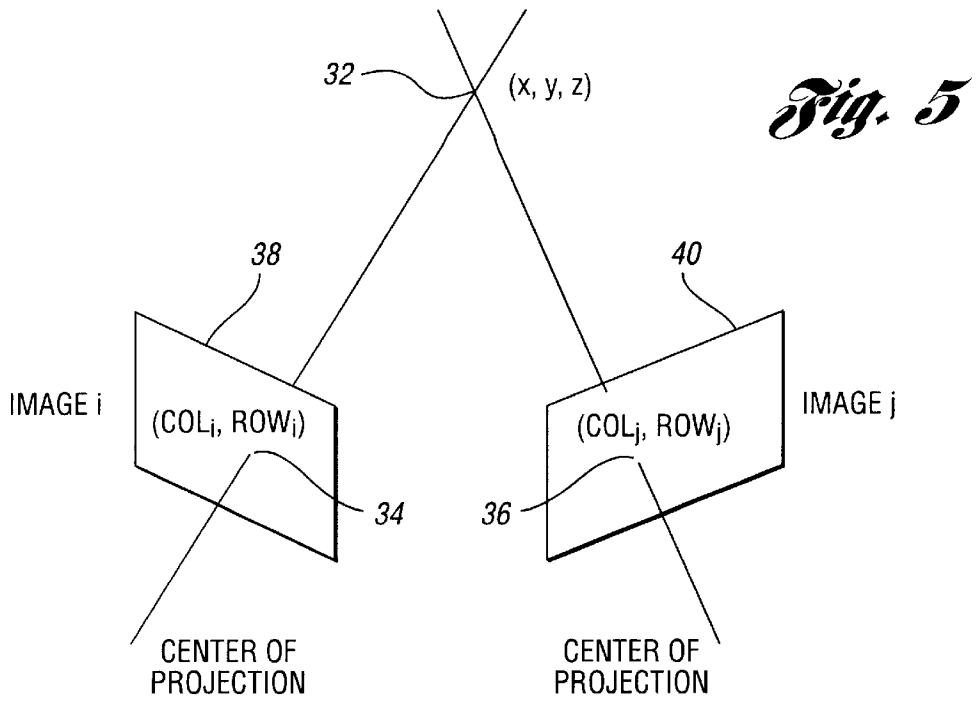 32
(x, y, z)
Fig. 5
38
40
IMAGE i
(COLi, ROWi)
(COLj, ROWj)
IMAGE j
34
36
CENTER OF
PROJECTION
CENTER OF
PROJECTION